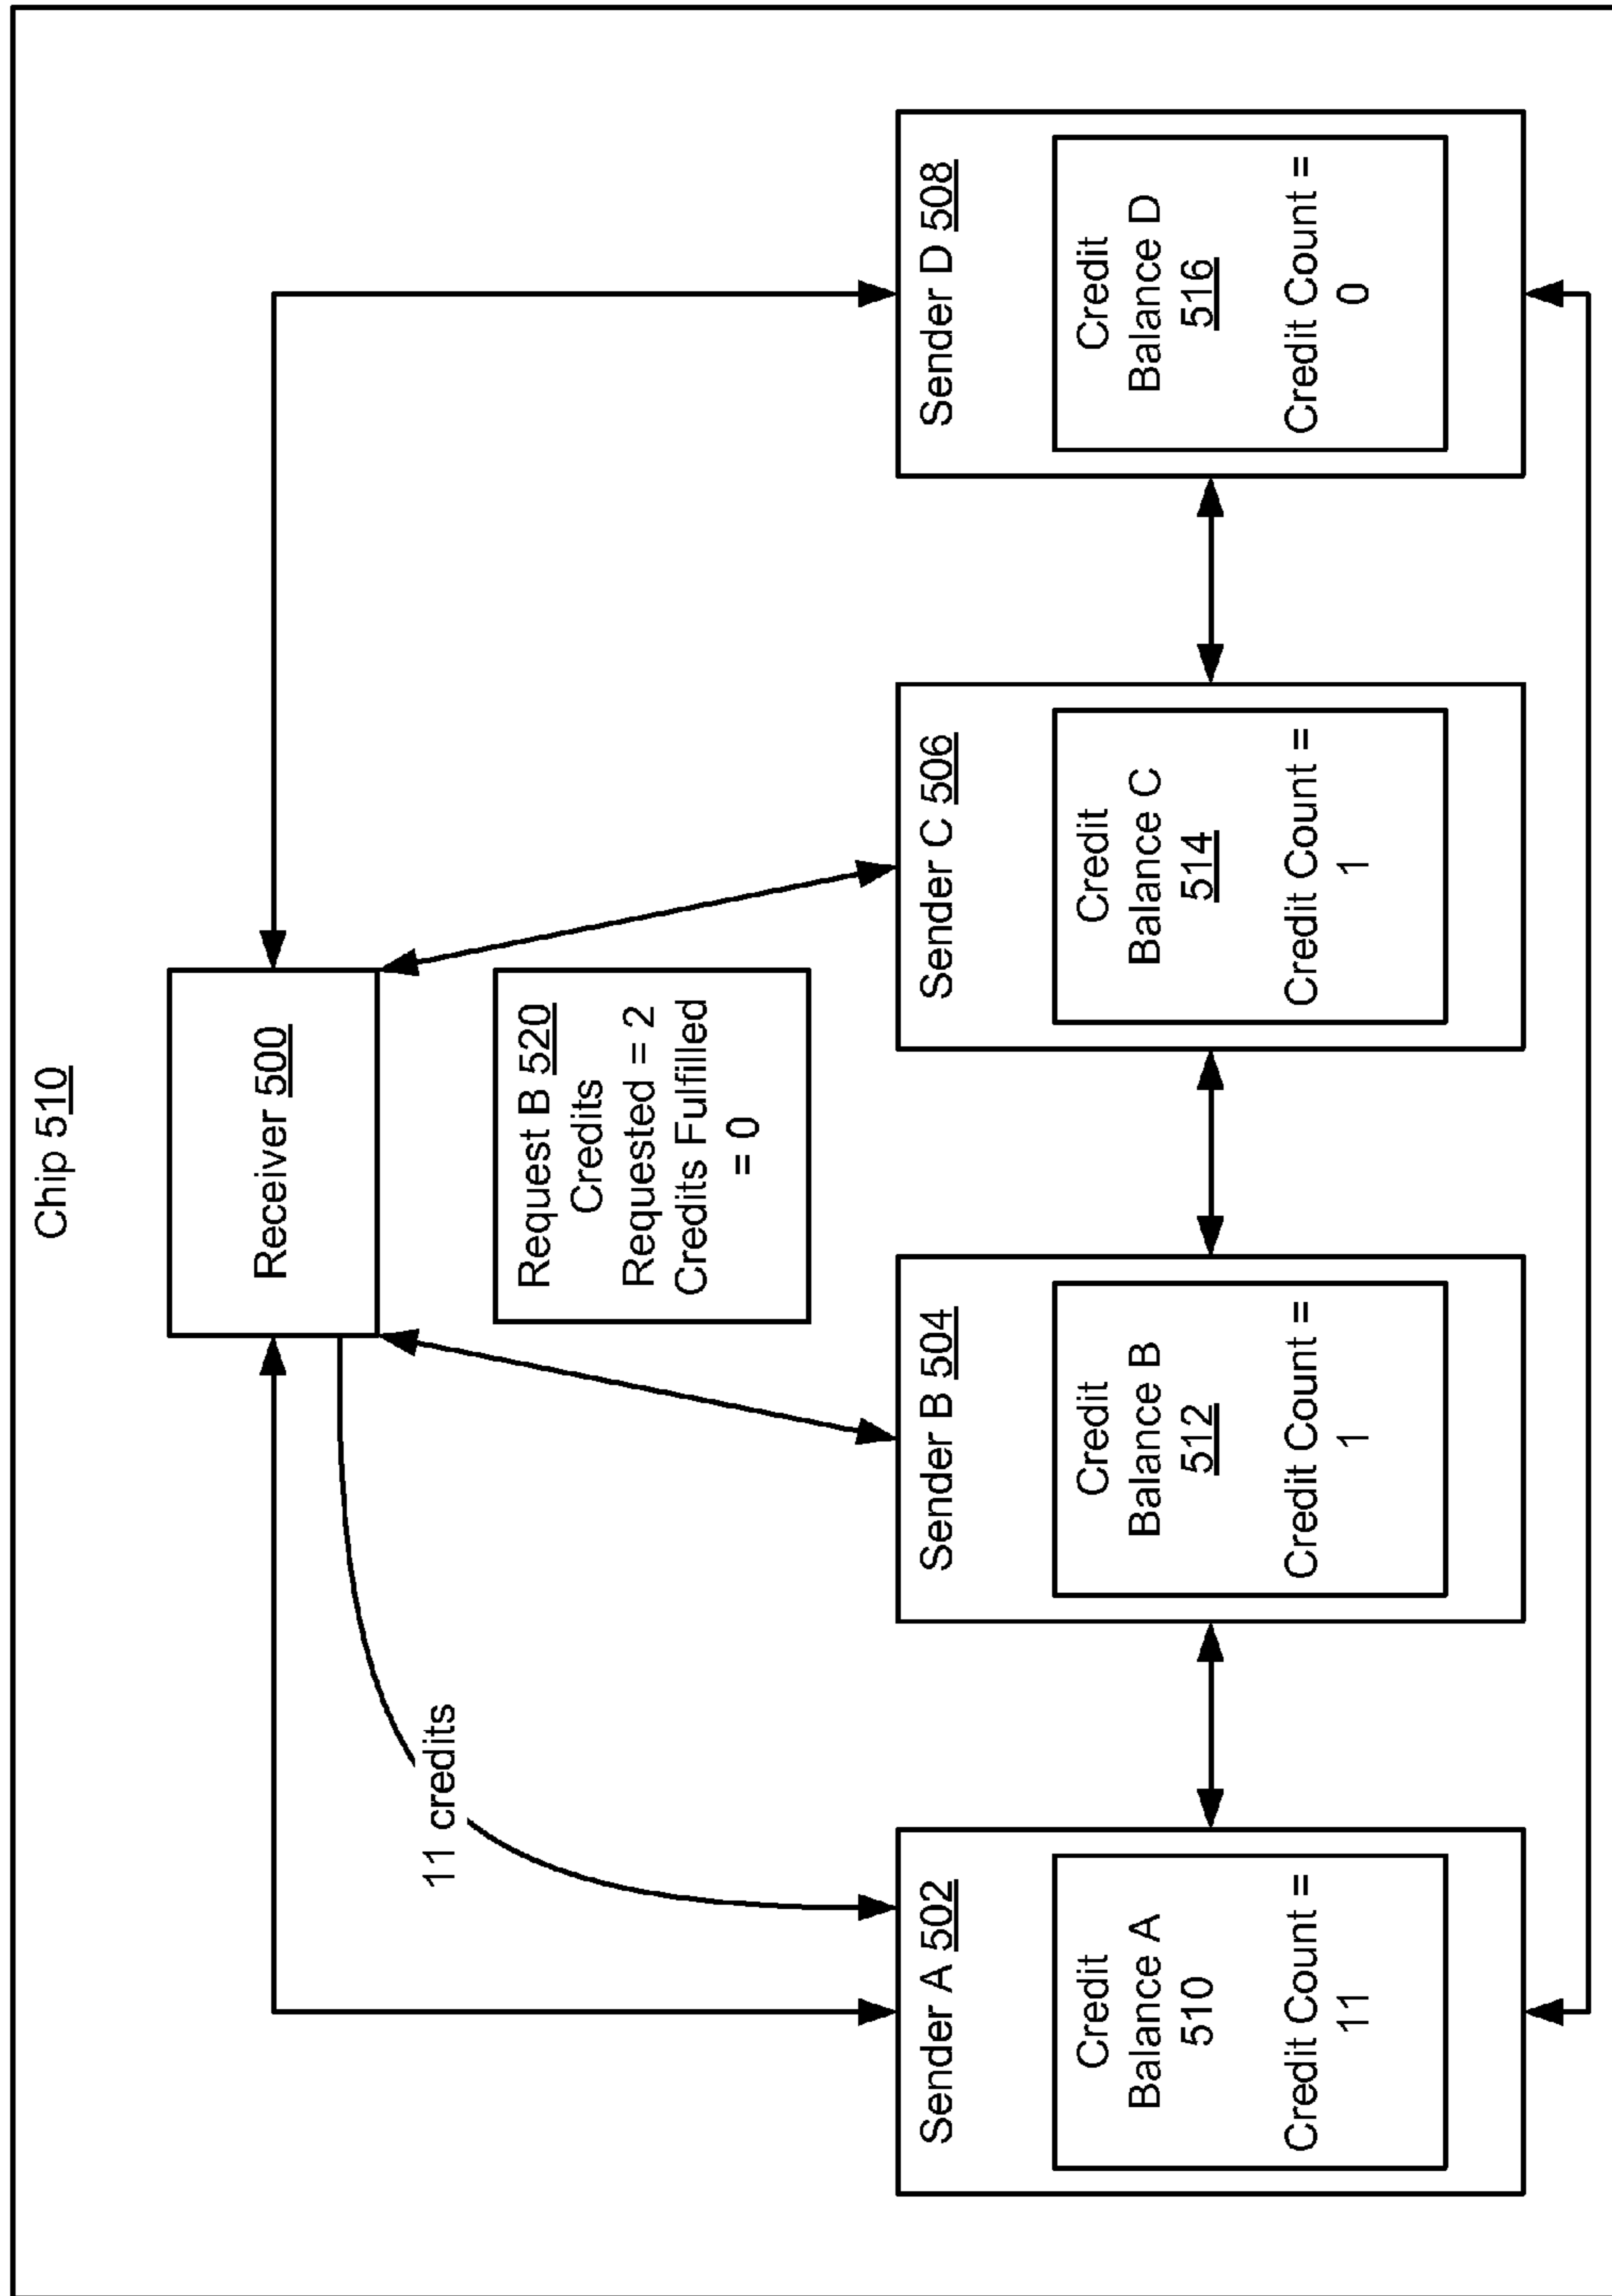 Chip 510
Receiver 500
11 credits
Request B 520
Credits
Requested = 2
Credits Fulfilled
= 0
Sender A 502
Credit
Balance A
510
Credit Count =
11
Sender B 504
Credit
Balance B
512
Credit Count =
1
Sender C 506
Credit
Balance C
514
Credit Count =
1
Sender D 508
Credit
Balance D
516
Credit Count =
0